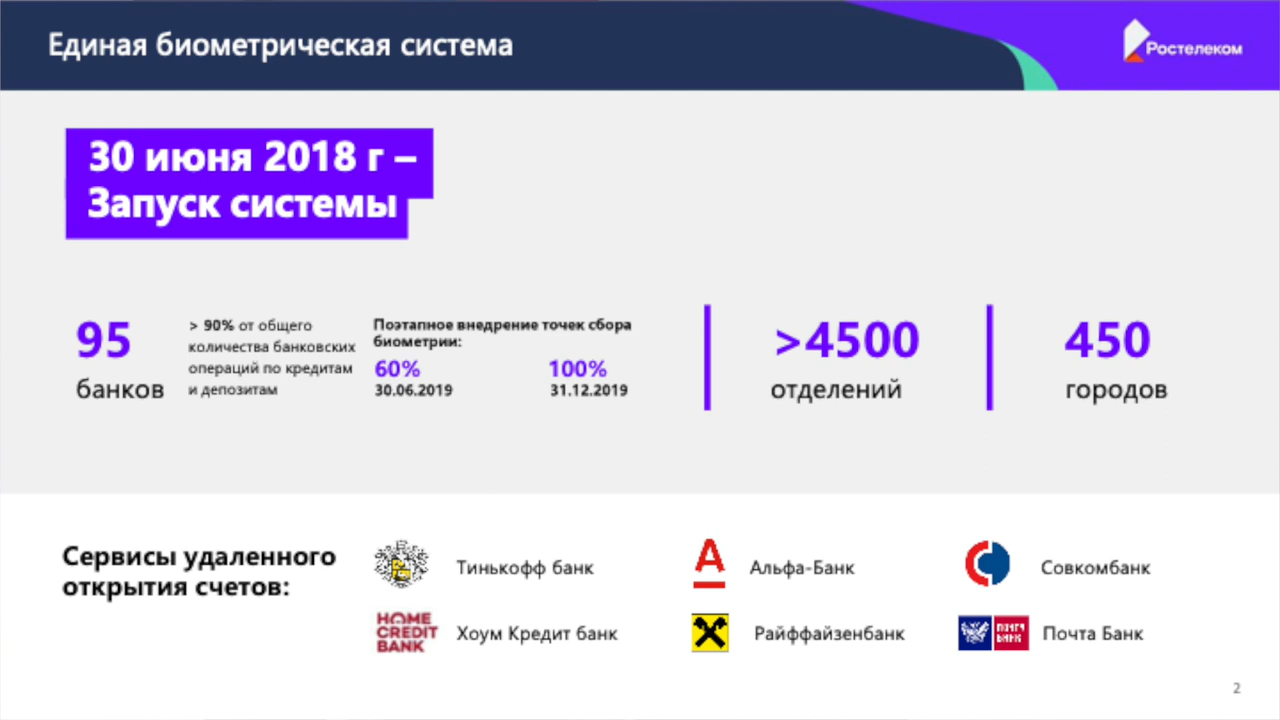 Единая биометрическая система
Ростелеком
30 июня 2018 г –
Запуск системы
95
банков
> 90% от общего
количества банковских
операций по кредитам
и депозитам
Поэтапное внедрение точек сбора
биометрии:
60%
30.06.2019
100%
31.12.2019
>4500
отделений
450
городов
Сервисы удаленного
открытия счетов:
Тинькофф банк
А
Альфа-Банк
Совкомбанк
HOME
CREDIT
BANK
Хоум Кредит банк
Райффайзенбанк
ПОЧТА
БАНК
Почта Банк
2